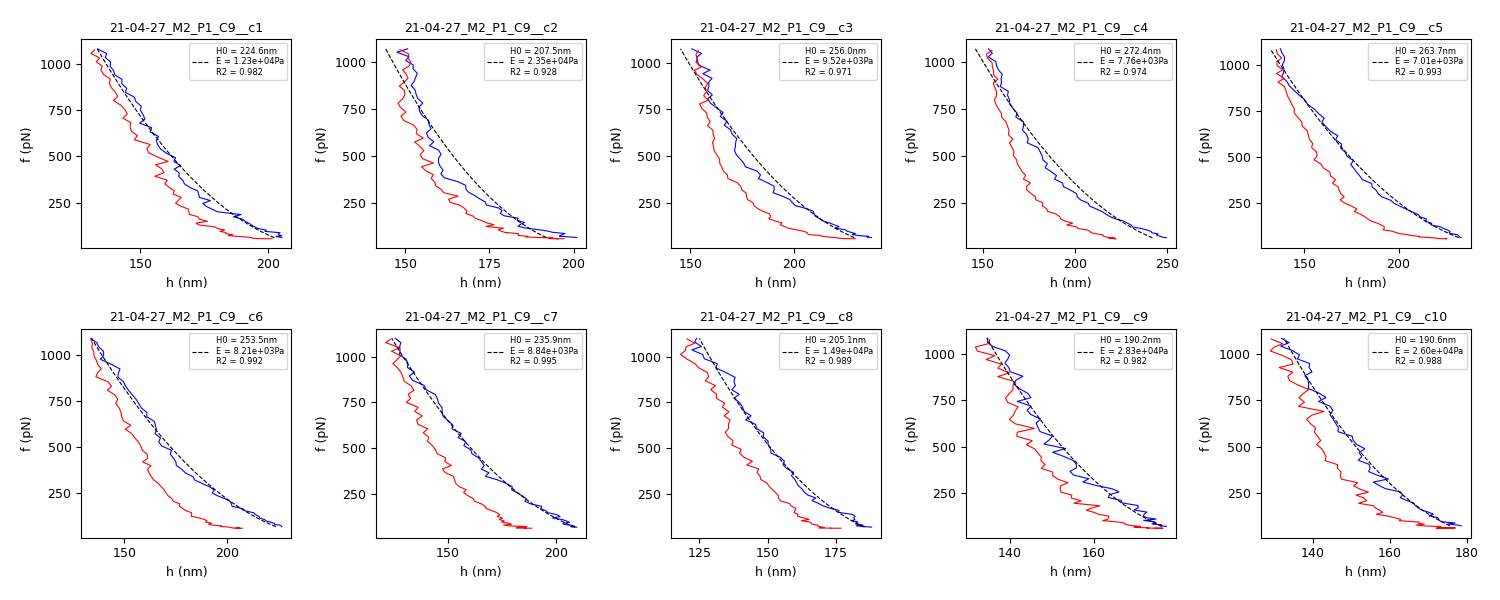 21-04-27_M2_P1_C9__c1
H0 = 224.6nm
E = 1.23e+04Pa
R2 = 0.982
1000
750
500
250
f (pN)
150
200
h (nm)
21-04-27_M2_P1_C9__c2
H0 = 207.5nm
E = 2.35e+04Pa
R2 = 0.928
1000
750
500
250
f (pN)
150
175
200
h (nm)
21-04-27_M2_P1_C9__c3
H0 = 256.0nm
E = 9.52e+03Pa
R2 = 0.971
1000
750
500
250
f (pN)
150
200
h (nm)
21-04-27_M2_P1_C9__c4
H0 = 272.4nm
E = 7.76e+03Pa
R2 = 0.974
1000
750
500
250
f (pN)
150
200
250
h (nm)
21-04-27_M2_P1_C9__c5
H0 = 263.7nm
E = 7.01e+03Pa
R2 = 0.993
1000
750
500
250
f (pN)
150
200
h (nm)
21-04-27_M2_P1_C9__c6
H0 = 253.5nm
E = 8.21e+03Pa
R2 = 0.992
1000
750
500
250
f (pN)
150
200
h (nm)
21-04-27_M2_P1_C9__c7
H0 = 235.9nm
E = 8.84e+03Pa
R2 = 0.995
1000
750
500
250
f (pN)
150
200
h (nm)
21-04-27_M2_P1_C9__c8
H0 = 205.1nm
E = 1.49e+04Pa
R2 = 0.989
1000
750
500
250
f (pN)
125
150
175
h (nm)
21-04-27_M2_P1_C9__c9
H0 = 190.2nm
E = 2.83e+04Pa
R2 = 0.982
1000
750
500
250
f (pN)
140
160
h (nm)
21-04-27_M2_P1_C9__c10
H0 = 190.6nm
E = 2.60e+04Pa
R2 = 0.988
1000
750
500
250
f (pN)
140
160
180
h (nm)